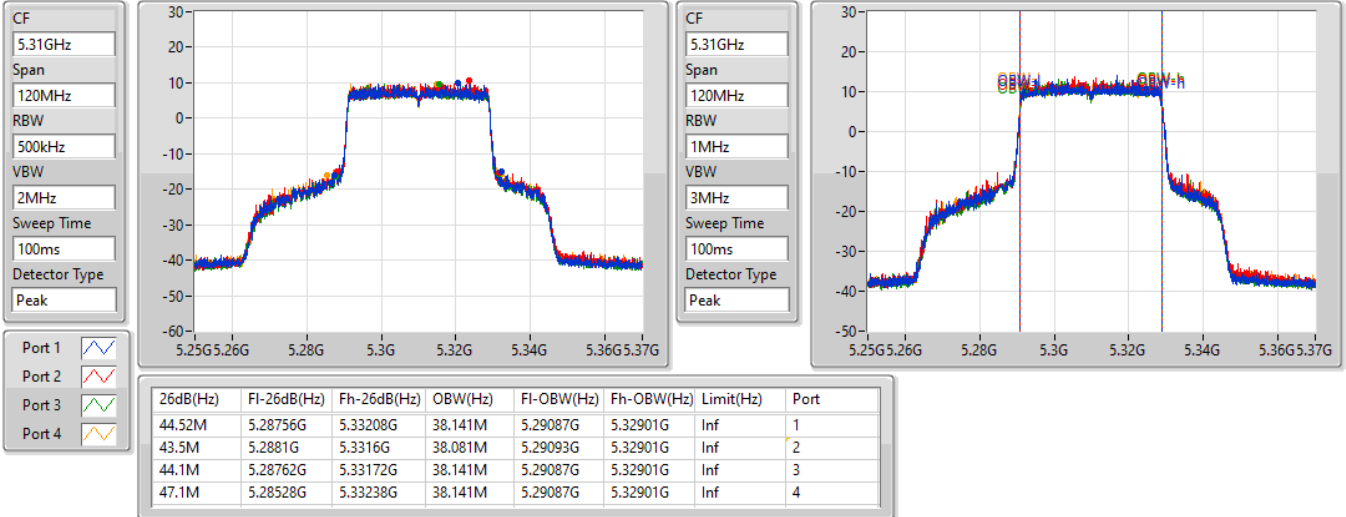 CF
5.31GHz
Span
120MHz
RBW
500kHz
VBW
2MHz
Sweep Time
100ms
Detector Type
Peak
30
20
10
0
-10
-20
-30
-40
-50
-60
5.25G 5.26G 5.28G 5.3G 5.32G 5.34G 5.36G 5.37G
CF
5.31GHz
Span
120MHz
RBW
1MHz
VBW
3MHz
Sweep Time
100ms
Detector Type
Peak
30
20
10
0
-10
-20
-30
-40
-50
OBW-l OBW-h
5.25G 5.26G 5.28G 5.3G 5.32G 5.34G 5.36G 5.37G
Port 1
Port 2
Port 3
Port 4
26dB(Hz) Fl-26dB(Hz) Fh-26dB(Hz) OBW(Hz) Fl-OBW(Hz) Fh-OBW(Hz) Limit(Hz) Port
44.52M 5.28756G 5.33208G 38.141M 5.29087G 5.32901G Inf 1
43.5M 5.2881G 5.3316G 38.081M 5.29093G 5.32901G Inf 2
44.1M 5.28762G 5.33172G 38.141M 5.29087G 5.32901G Inf 3
47.1M 5.28528G 5.33238G 38.141M 5.29087G 5.32901G Inf 4